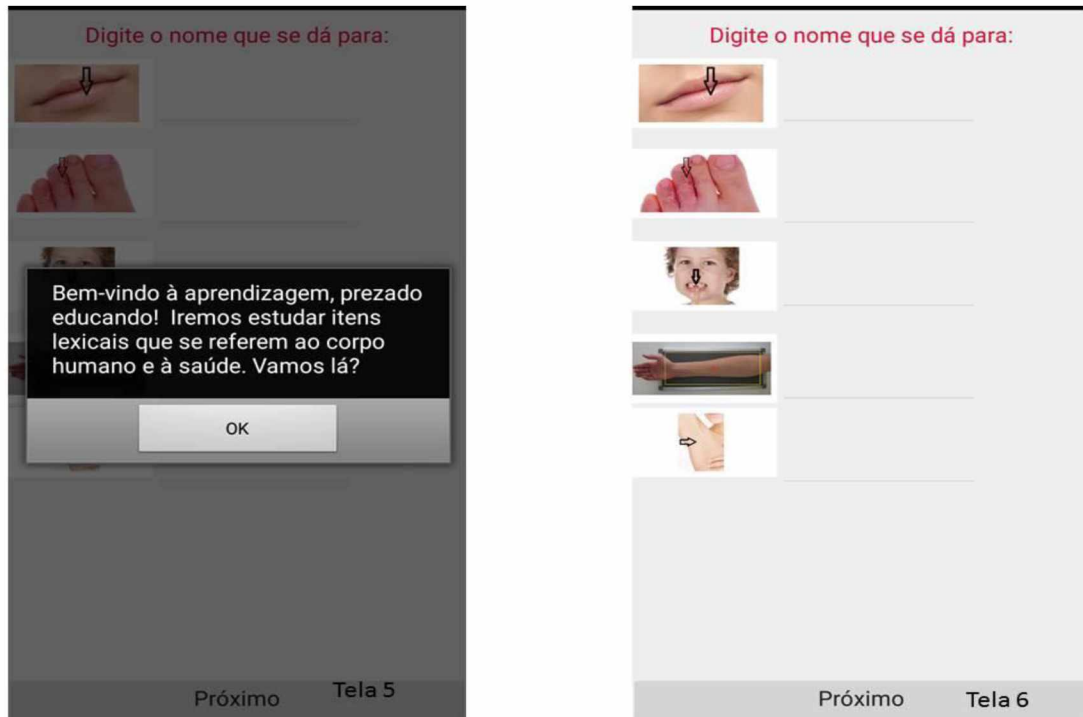 Digite o nome que se dá para:
Bem-vindo à aprendizagem, prezado
educando! Iremos estudar itens
lexicais que se referem ao corpo
humano e à saúde. Vamos lá?
OK
Próximo
Tela 5
Digite o nome que se dá para:
Próximo
Tela 6